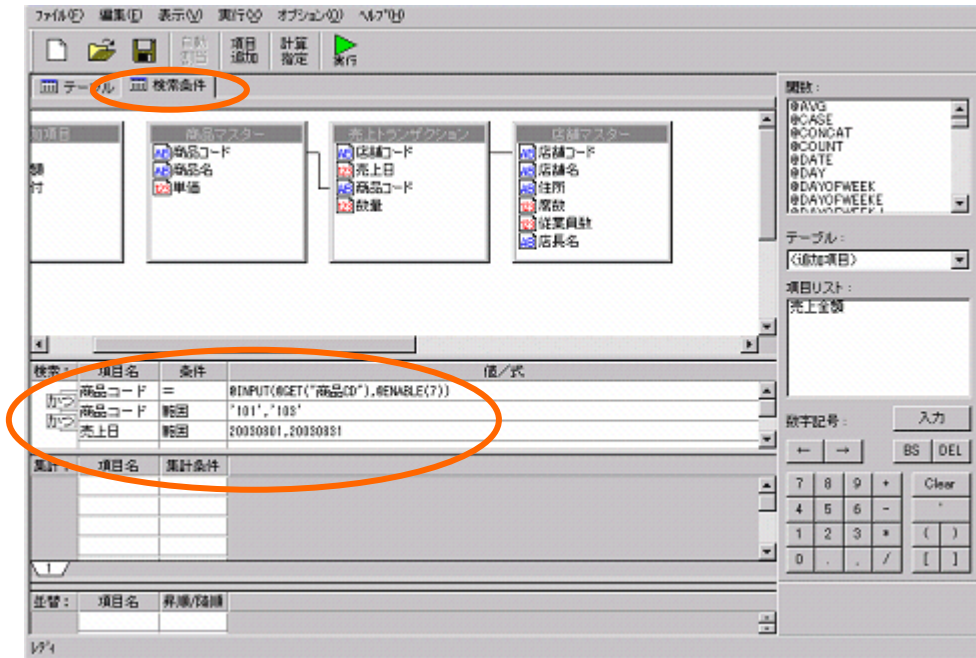 ファイル(F) 編集(E) 表示(V) 実行(X) オプション(O) ヘルプ(H)
自動割当 項目追加 計算指定 実行
テーブル 検索条件
加項目
額
付
商品マスター
商品コード
商品名
単価
売上トランザクション
店舗コード
売上日
商品コード
数量
店舗マスター
店舗コード
店舗名
住所
席数
従業員数
店長名
関数:
@AVG
@CASE
@CONCAT
@COUNT
@DATE
@DAY
@DAYOFWEEK
@DAYOFWEEKE
@DAYOFWEEKJ
テーブル:
(追加項目)
項目リスト:
売上金額
検索: 項目名 条件 値/式
商品コード = @INPUT(@GET("商品CD"),@ENABLE(7))
かつ 商品コード 範囲 '101','103'
かつ 売上日 範囲 20030801,20030831
集計: 項目名 集計条件
1
並替: 項目名 昇順/降順
数字記号: 入力
← → BS DEL
7 8 9 + Clear
4 5 6 - '
1 2 3 * ( )
0 . , / [ ]
レディ